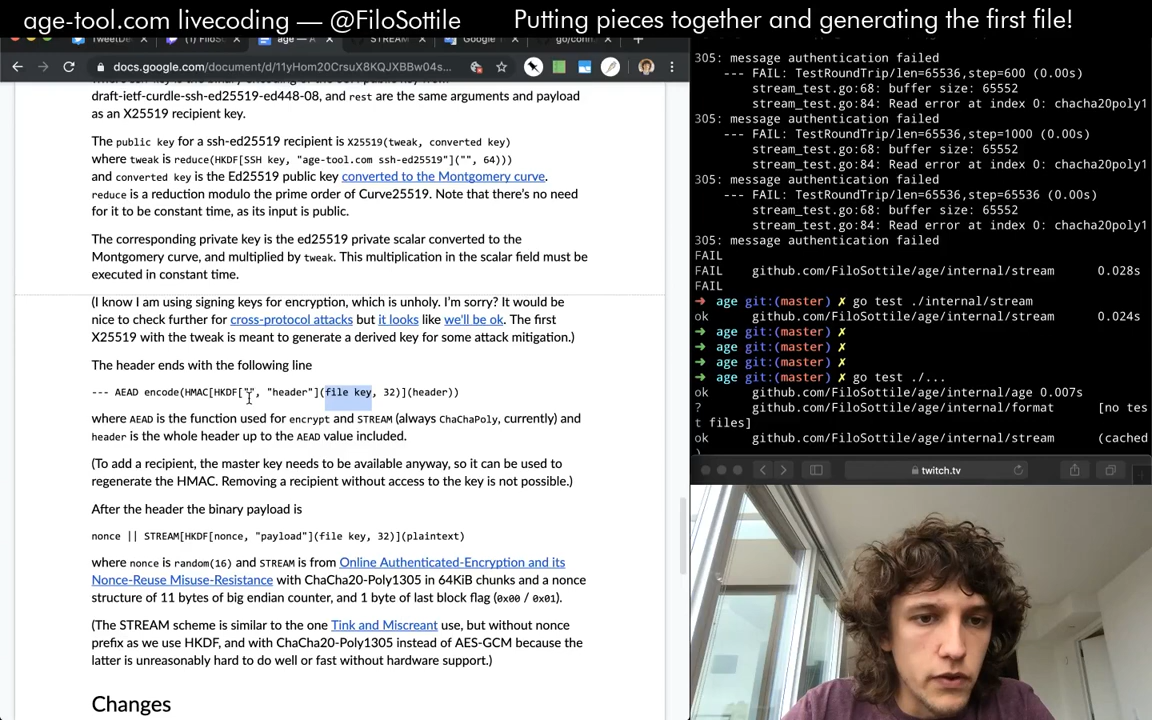 age-tool.com livecoding — @FiloSottile
Putting pieces together and generating the first file!
TweetDe
(1) FiloS
age — A
STREAM
Google
go/conn
docs.google.com/document/d/11yHom20CrsuX8KQJXBBw04s...
draft-ietf-curdle-ssh-ed25519-ed448-08, and rest are the same arguments and payload
as an X25519 recipient key.
The public key for a ssh-ed25519 recipient is X25519(tweak, converted key)
where tweak is reduce(HKDF[SSH key, "age-tool.com ssh-ed25519"]("", 64)))
and converted key is the Ed25519 public key converted to the Montgomery curve.
reduce is a reduction modulo the prime order of Curve25519. Note that there's no need
for it to be constant time, as its input is public.
The corresponding private key is the ed25519 private scalar converted to the
Montgomery curve, and multiplied by tweak. This multiplication in the scalar field must be
executed in constant time.
(I know I am using signing keys for encryption, which is unholy. I'm sorry? It would be
nice to check further for cross-protocol attacks but it looks like we'll be ok. The first
X25519 with the tweak is meant to generate a derived key for some attack mitigation.)
The header ends with the following line
--- AEAD encode(HMAC[HKDF["", "header"](file key, 32)](header))
where AEAD is the function used for encrypt and STREAM (always ChaChaPoly, currently) and
header is the whole header up to the AEAD value included.
(To add a recipient, the master key needs to be available anyway, so it can be used to
regenerate the HMAC. Removing a recipient without access to the key is not possible.)
After the header the binary payload is
nonce || STREAM[HKDF[nonce, "payload"](file key, 32)](plaintext)
where nonce is random(16) and STREAM is from Online Authenticated-Encryption and its
Nonce-Reuse Misuse-Resistance with ChaCha20-Poly1305 in 64KiB chunks and a nonce
structure of 11 bytes of big endian counter, and 1 byte of last block flag (0x00 / 0x01).
(The STREAM scheme is similar to the one Tink and Miscreant use, but without nonce
prefix as we use HKDF, and with ChaCha20-Poly1305 instead of AES-GCM because the
latter is unreasonably hard to do well or fast without hardware support.)
Changes
305: message authentication failed
--- FAIL: TestRoundTrip/len=65536,step=600 (0.00s)
stream_test.go:68: buffer size: 65552
stream_test.go:84: Read error at index 0: chacha20poly1
305: message authentication failed
--- FAIL: TestRoundTrip/len=65536,step=1000 (0.00s)
stream_test.go:68: buffer size: 65552
stream_test.go:84: Read error at index 0: chacha20poly1
305: message authentication failed
--- FAIL: TestRoundTrip/len=65536,step=65536 (0.00s)
stream_test.go:68: buffer size: 65552
stream_test.go:84: Read error at index 0: chacha20poly1
305: message authentication failed
FAIL
FAIL github.com/FiloSottile/age/internal/stream 0.028s
FAIL
➜ age git:(master) ✗ go test ./internal/stream
ok github.com/FiloSottile/age/internal/stream 0.024s
➜ age git:(master) ✗
➜ age git:(master) ✗
➜ age git:(master) ✗
➜ age git:(master) ✗ go test ./...
ok github.com/FiloSottile/age/internal/age 0.007s
? github.com/FiloSottile/age/internal/format [no tes
t files]
ok github.com/FiloSottile/age/internal/stream (cached
)
twitch.tv